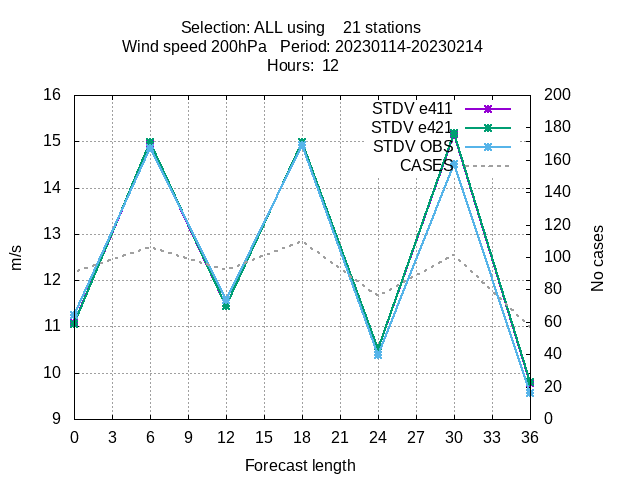 Selection: ALL using 21 stations
Wind speed 200hPa Period: 20230114-20230214
Hours: 12
16 200
STDV e411
STDV e421
STDV OBS
CASES
15
14
13
12
11
10
9
180
160
140
120
100
80
60
40
20
0
m/s
No cases
0 3 6 9 12 15 18 21 24 27 30 33 36
Forecast length